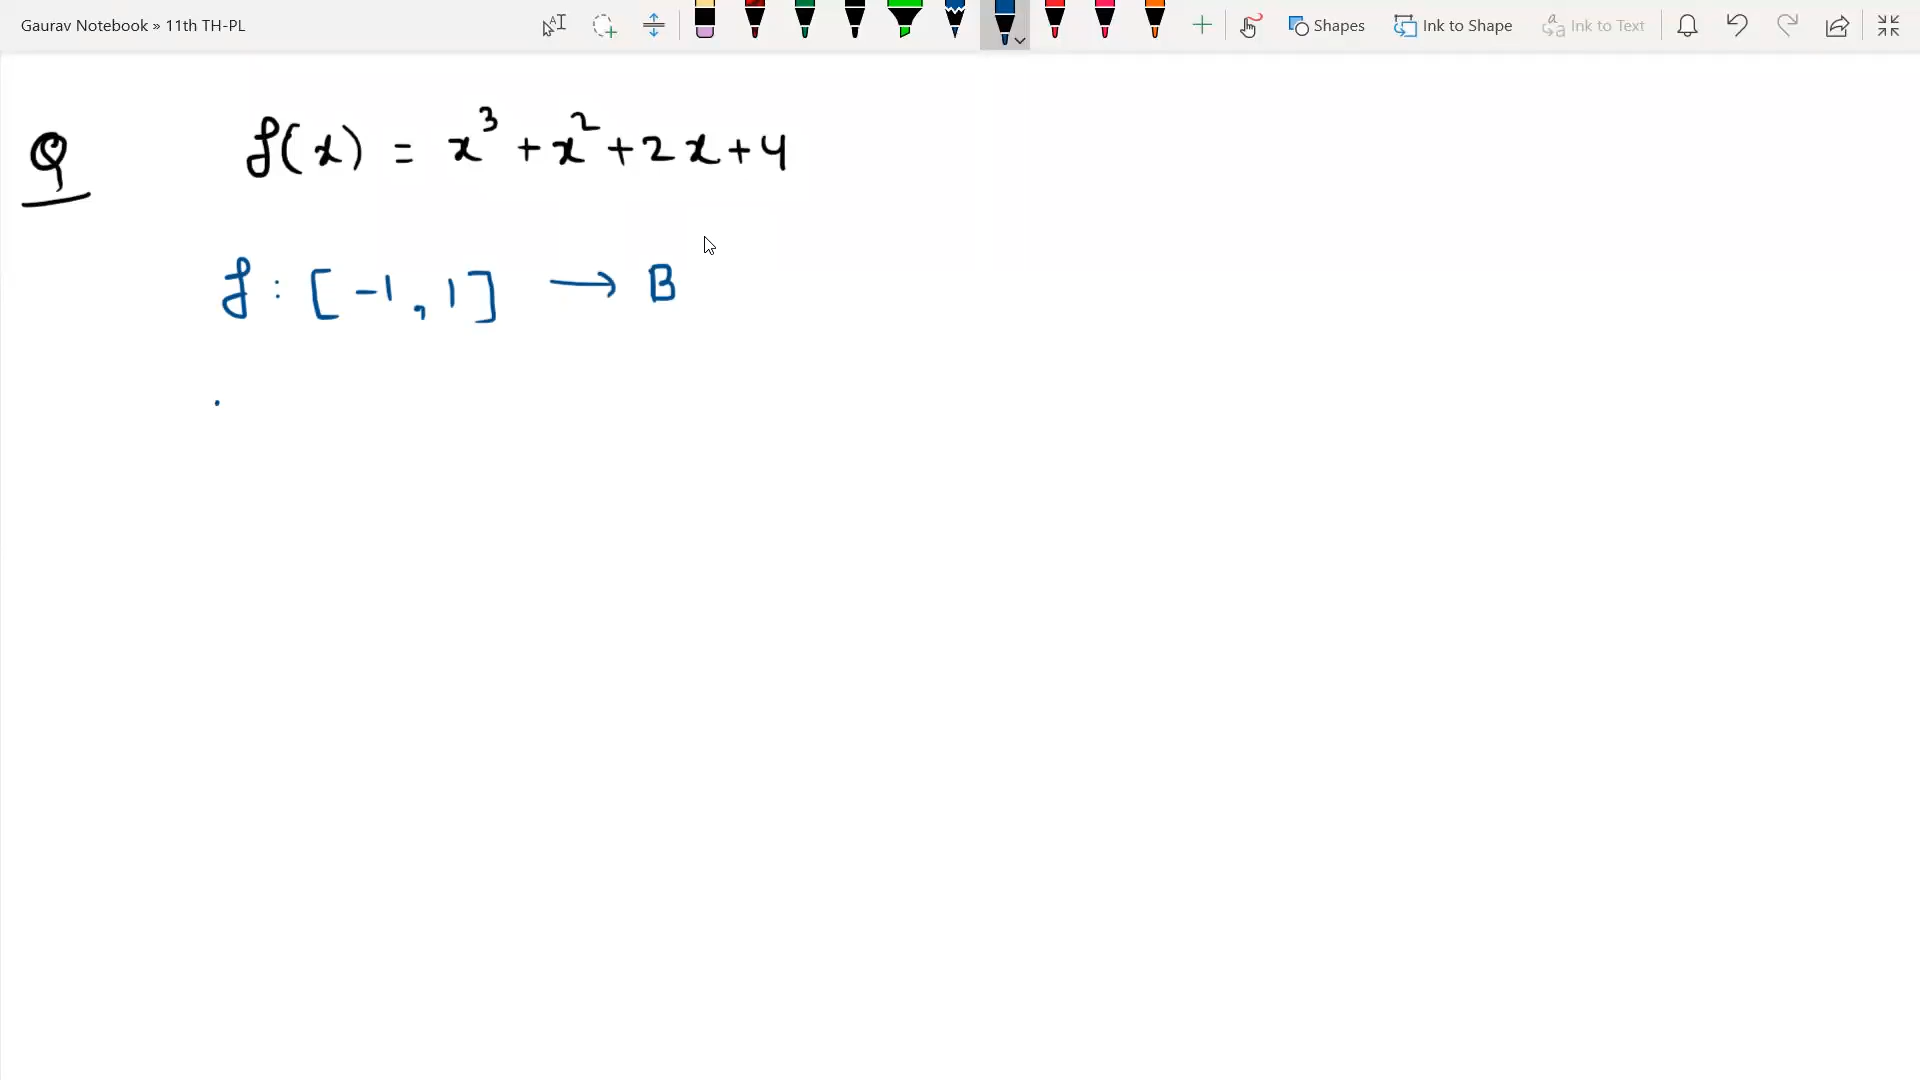 Gaurav Notebook » 11th TH-PL
Shapes
Ink to Shape
Ink to Text
Q f(x) = x³ + x² + 2x + 4
f : [-1, 1] → B